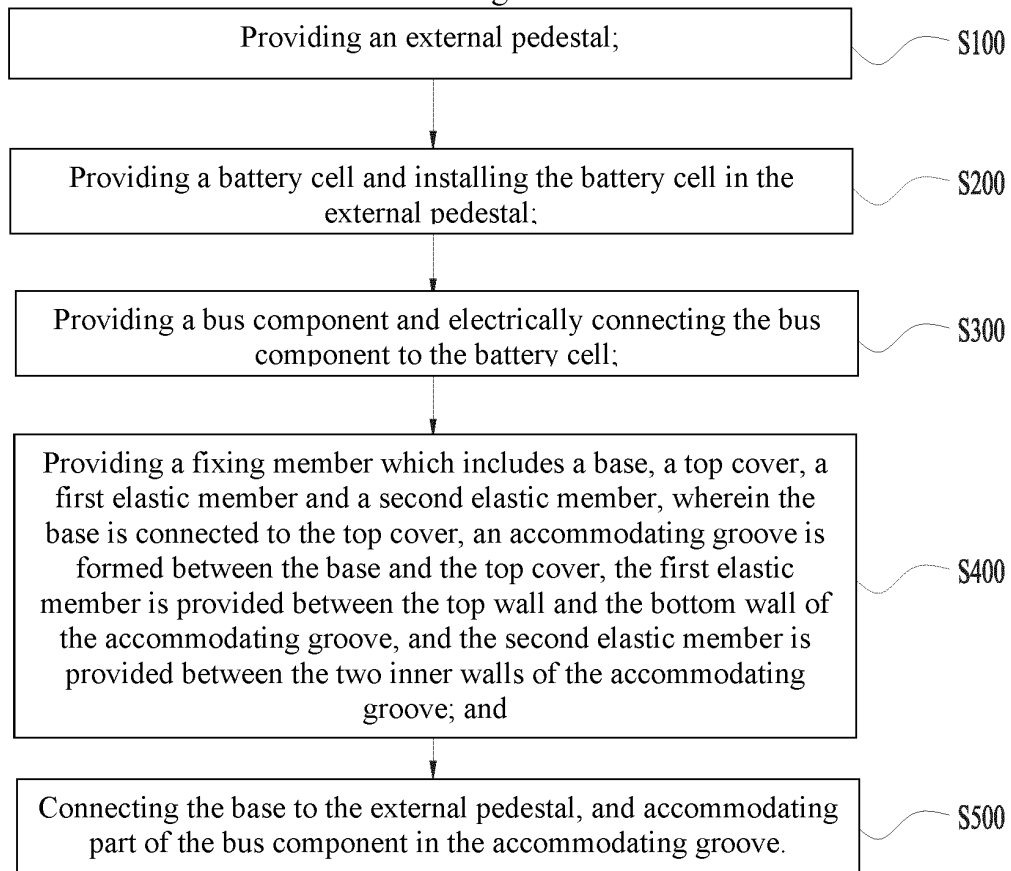 Providing an external pedestal;
S100
Providing a battery cell and installing the battery cell in the
external pedestal;
S200
Providing a bus component and electrically connecting the bus
component to the battery cell;
S300
Providing a fixing member which includes a base, a top cover, a
first elastic member and a second elastic member, wherein the
base is connected to the top cover, an accommodating groove is
formed between the base and the top cover, the first elastic
member is provided between the top wall and the bottom wall of
the accommodating groove, and the second elastic member is
provided between the two inner walls of the accommodating
groove; and
S400
Connecting the base to the external pedestal, and accommodating
part of the bus component in the accommodating groove.
S500